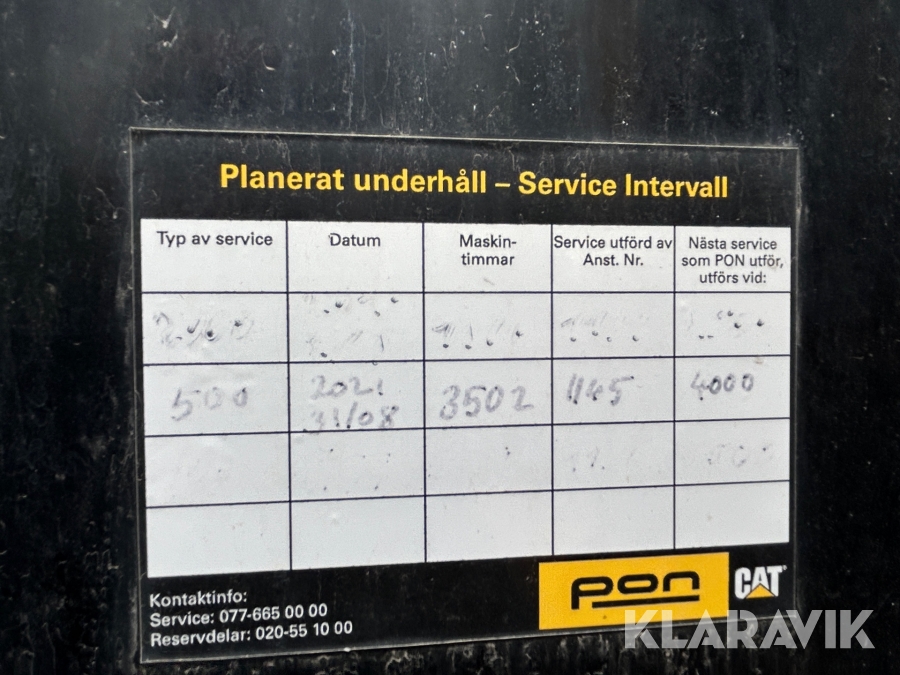 Planerat underhåll – Service Intervall
Typ av service
Datum
Maskin-
timmar
Service utförd av
Anst. Nr.
Nästa service
som PON utför,
utförs vid:
500
2021
31/08
3502
1145
4000
Kontaktinfo:
Service: 077-665 00 00
Reservdelar: 020-55 10 00
pon
CAT
KLARAVIK